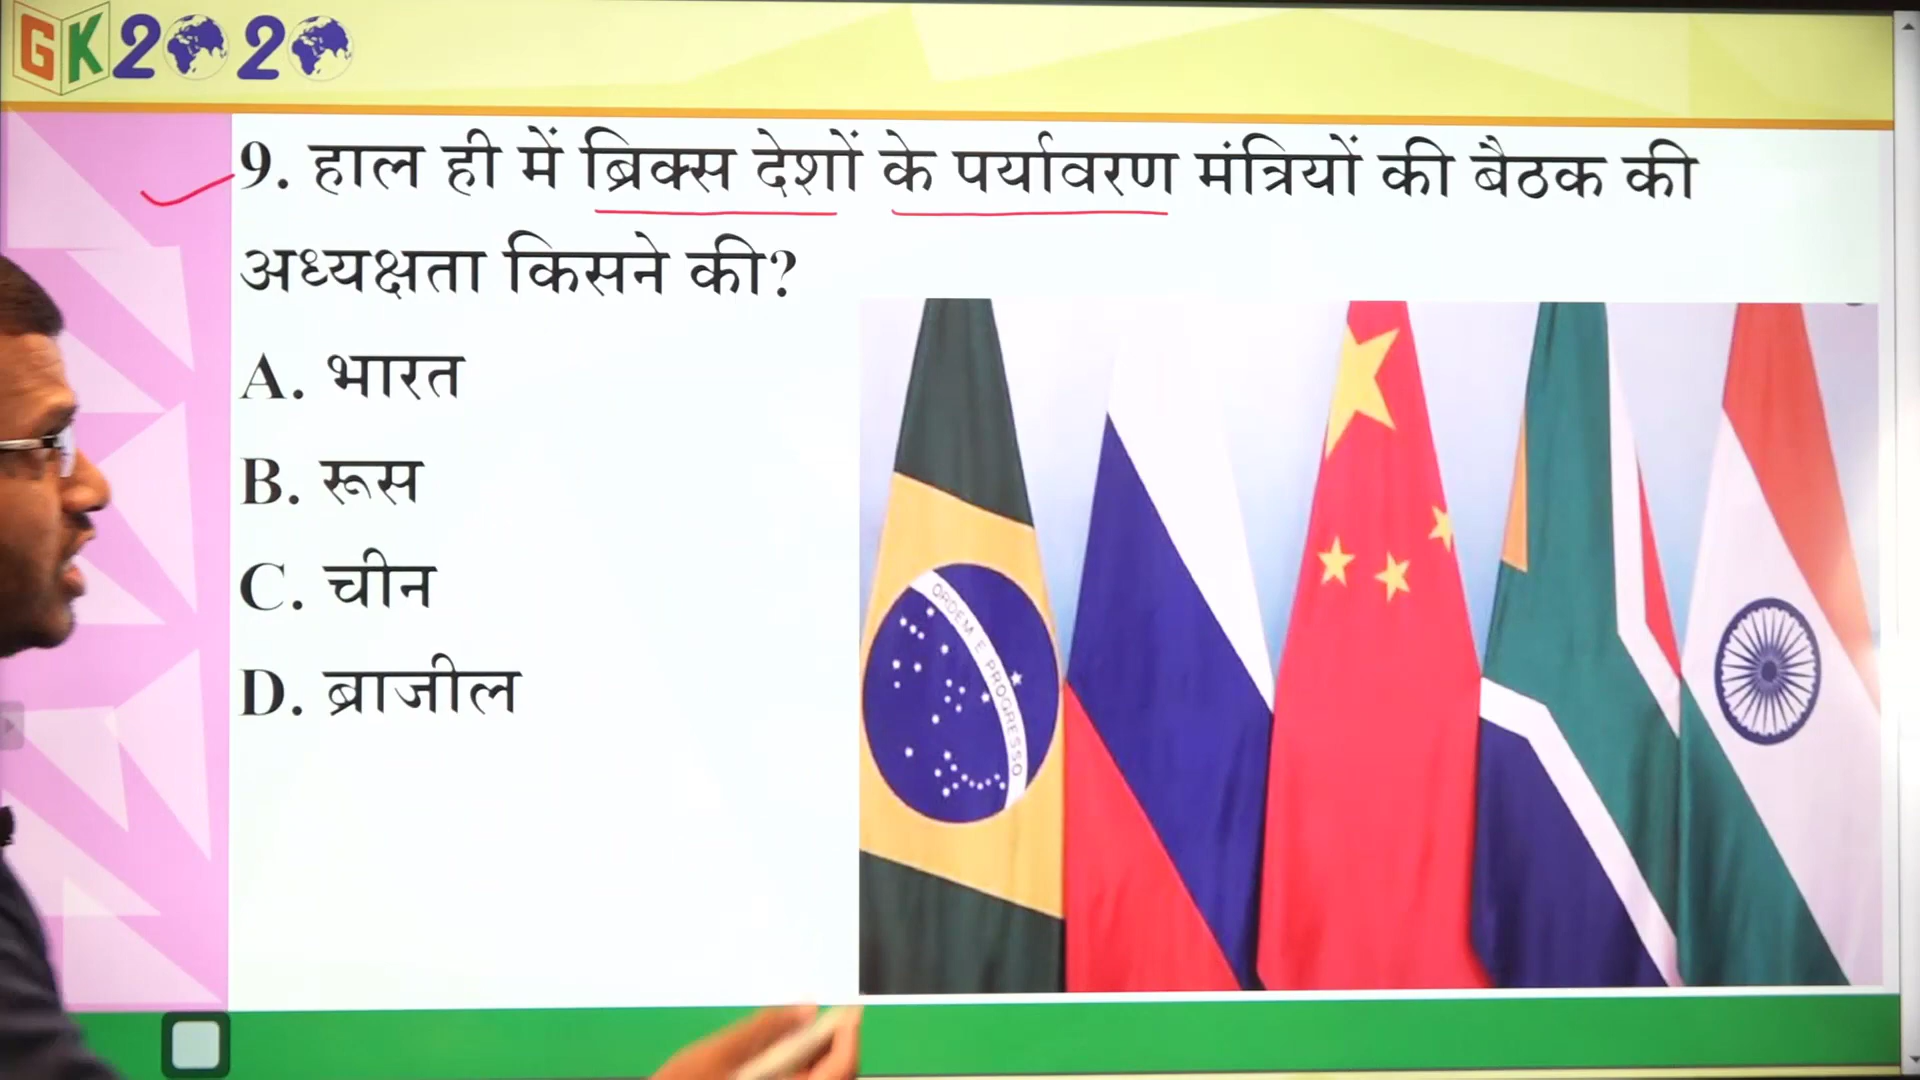 GK2020
9. हाल ही में ब्रिक्स देशों के पर्यावरण मंत्रियों की बैठक की
अध्यक्षता किसने की?
A. भारत
B. रूस
C. चीन
D. ब्राजील
ORDEM E PROGRESSO